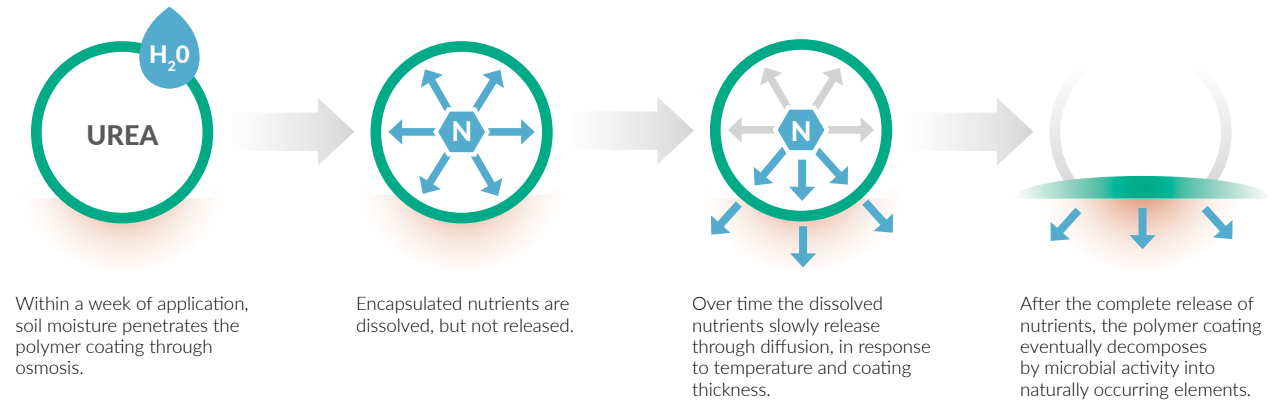 H₂0
UREA
N
N
Within a week of application,
soil moisture penetrates the
polymer coating through
osmosis.
Encapsulated nutrients are
dissolved, but not released.
Over time the dissolved
nutrients slowly release
through diffusion, in response
to temperature and coating
thickness.
After the complete release of
nutrients, the polymer coating
eventually decomposes
by microbial activity into
naturally occurring elements.